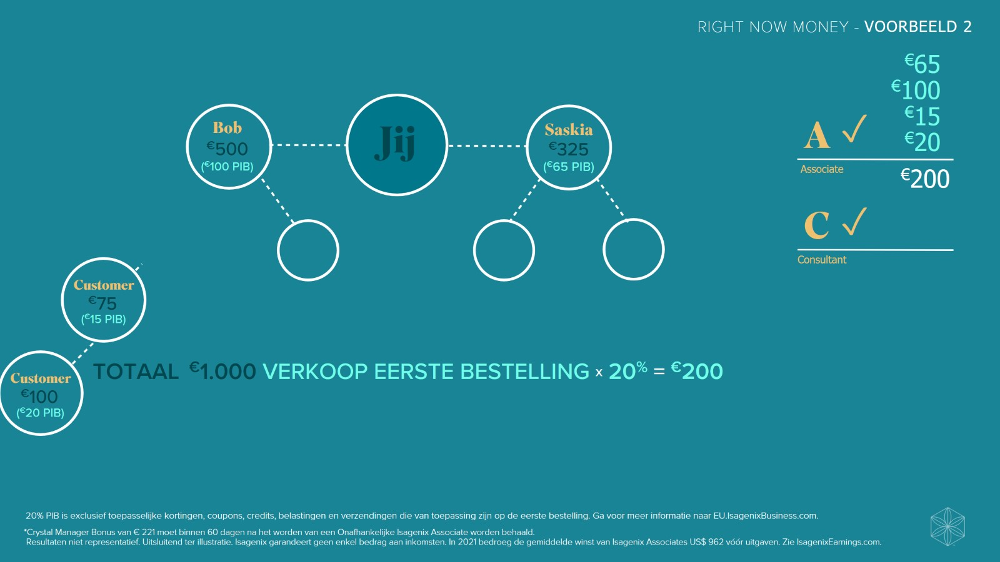 RIGHT NOW MONEY - VOORBEELD 2
€65
€100
€15
€20
A ✓
Associate
€200
C ✓
Consultant
Bob
€500
(€100 PIB)
Jij
Saskia
€325
(€65 PIB)
Customer
€75
(€15 PIB)
Customer
€100
(€20 PIB)
TOTAAL €1.000 VERKOOP EERSTE BESTELLING x 20% = €200
20% PIB is exclusief toepasselijke kortingen, coupons, credits, belastingen en verzendingen die van toepassing zijn op de eerste bestelling. Ga voor meer informatie naar EU.IsagenixBusiness.com.
*Crystal Manager Bonus van € 221 moet binnen 60 dagen na het worden van een Onafhankelijke Isagenix Associate worden behaald.
Resultaten niet representatief. Uitsluitend ter illustratie. Isagenix garandeert geen enkel bedrag aan inkomsten. In 2021 bedroeg de gemiddelde winst van Isagenix Associates US$ 962 vóór uitgaven. Zie IsagenixEarnings.com.